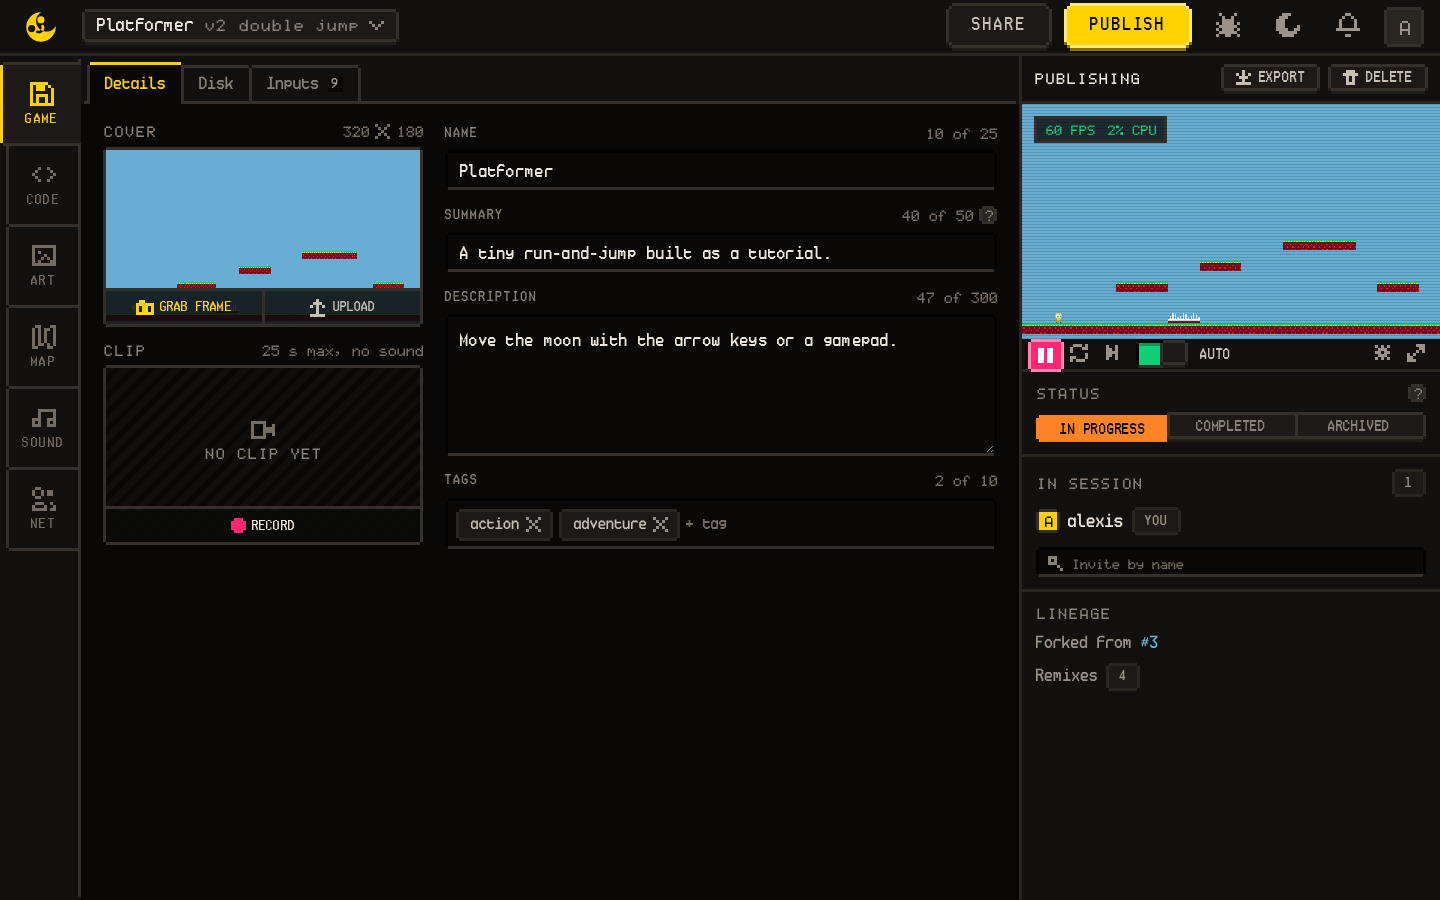 Platformer v2 double jump
SHARE
PUBLISH
A
GAME
CODE
ART
MAP
SOUND
NET
Details
Disk
Inputs 9
COVER
320 × 180
GRAB FRAME
UPLOAD
CLIP
25 s max, no sound
NO CLIP YET
RECORD
NAME
10 of 25
Platformer
SUMMARY
40 of 50 ?
A tiny run-and-jump built as a tutorial.
DESCRIPTION
47 of 300
Move the moon with the arrow keys or a gamepad.
TAGS
2 of 10
action
adventure
+ tag
PUBLISHING
EXPORT
DELETE
60 FPS 2% CPU
AUTO
STATUS
?
IN PROGRESS
COMPLETED
ARCHIVED
IN SESSION
1
A alexis YOU
Invite by name
LINEAGE
Forked from #3
Remixes 4